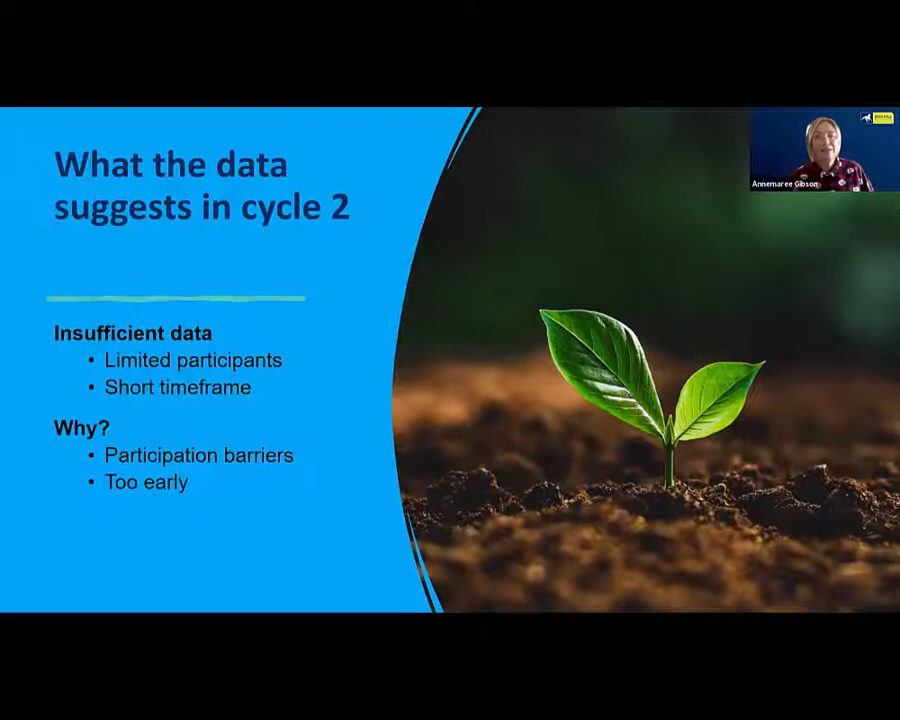 What the data
suggests in cycle 2
Insufficient data
• Limited participants
• Short timeframe
Why?
• Participation barriers
• Too early
Annemaree Gibson